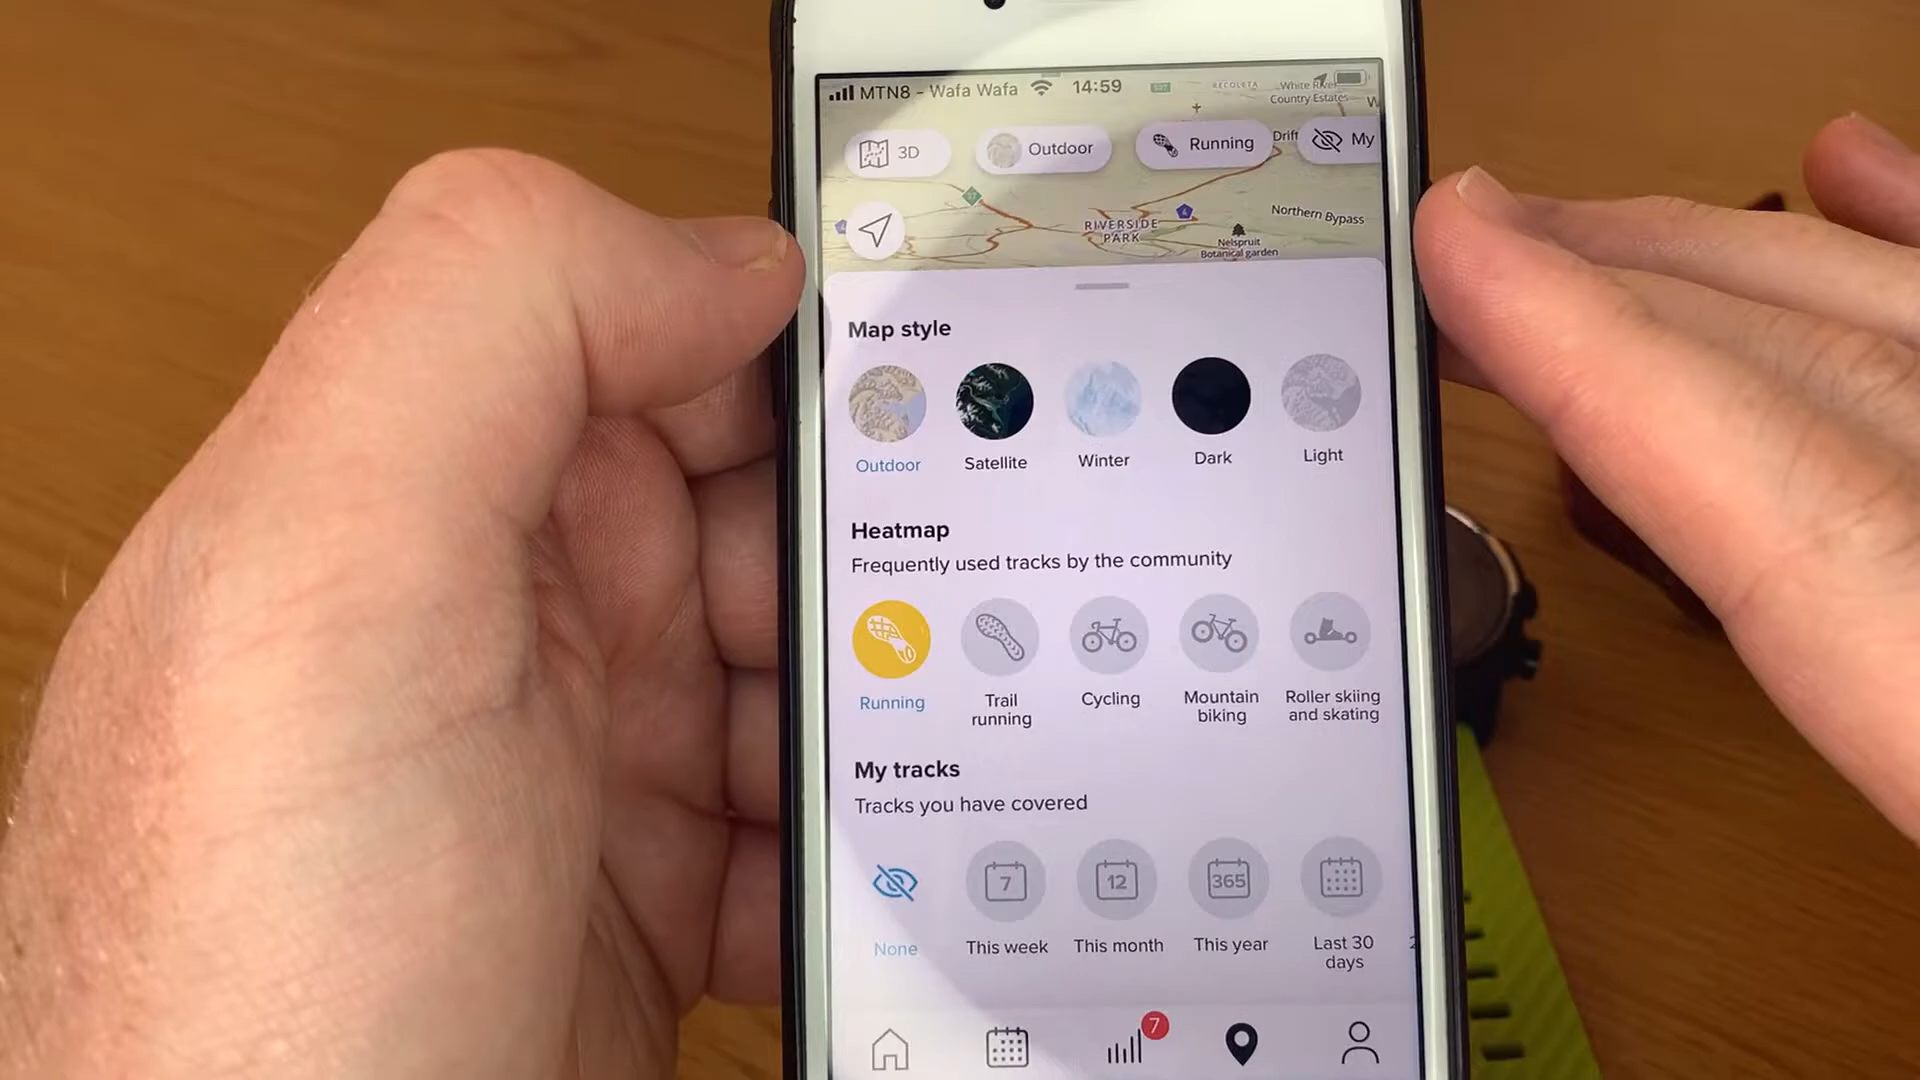 MTN8 - Wafa Wafa 14:59
RECOLETA
White River
Country Estates
3D
Outdoor
Running
Drift
My
RIVERSIDE
PARK
Northern Bypass
Nelspruit
Botanical garden
Map style
Outdoor
Satellite
Winter
Dark
Light
Heatmap
Frequently used tracks by the community
Running
Trail
running
Cycling
Mountain
biking
Roller skiing
and skating
My tracks
Tracks you have covered
7
12
365
None
This week
This month
This year
Last 30
days
7